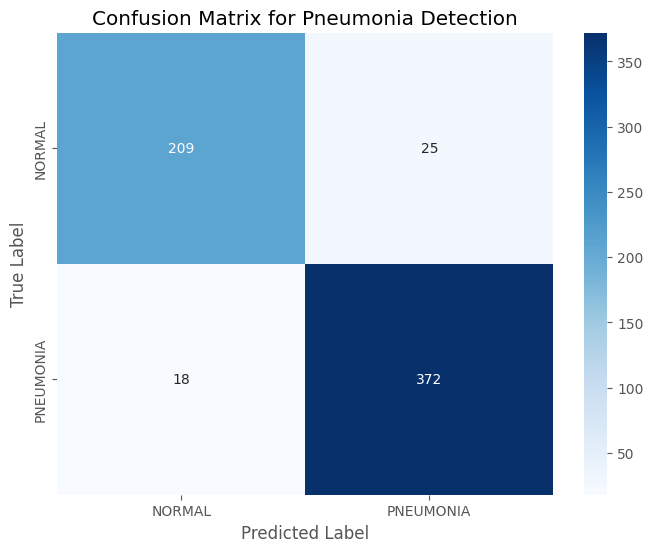 Confusion Matrix for Pneumonia Detection
True Label
NORMAL
PNEUMONIA
209
25
18
372
NORMAL
PNEUMONIA
Predicted Label
350
300
250
200
150
100
50